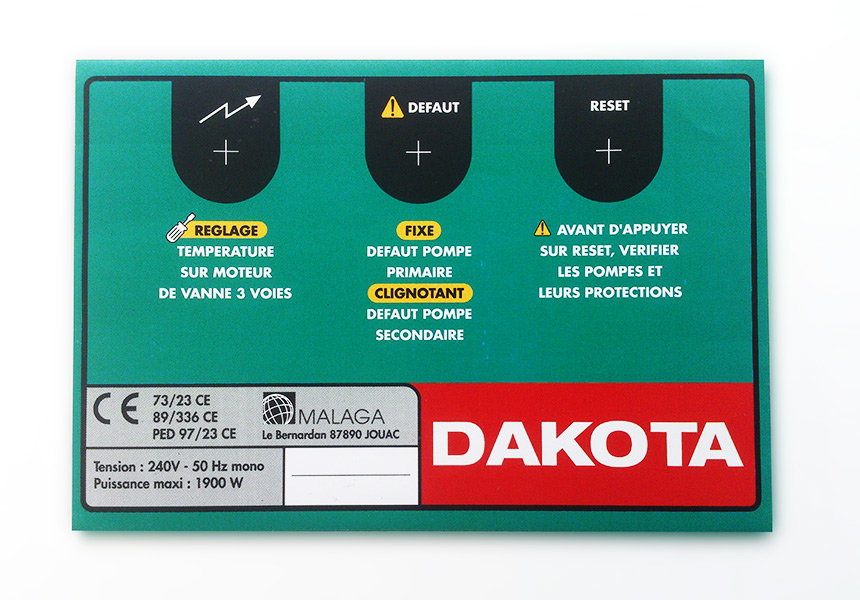 DEFAUT
RESET
REGLAGE
TEMPERATURE
SUR MOTEUR
DE VANNE 3 VOIES
FIXE
DEFAUT POMPE
PRIMAIRE
CLIGNOTANT
DEFAUT POMPE
SECONDAIRE
AVANT D'APPUYER
SUR RESET, VERIFIER
LES POMPES ET
LEURS PROTECTIONS
CE
73/23 CE
89/336 CE
PED 97/23 CE
MALAGA
Le Bernardan 87890 JOUAC
Tension : 240V - 50 Hz mono
Puissance maxi : 1900 W
DAKOTA